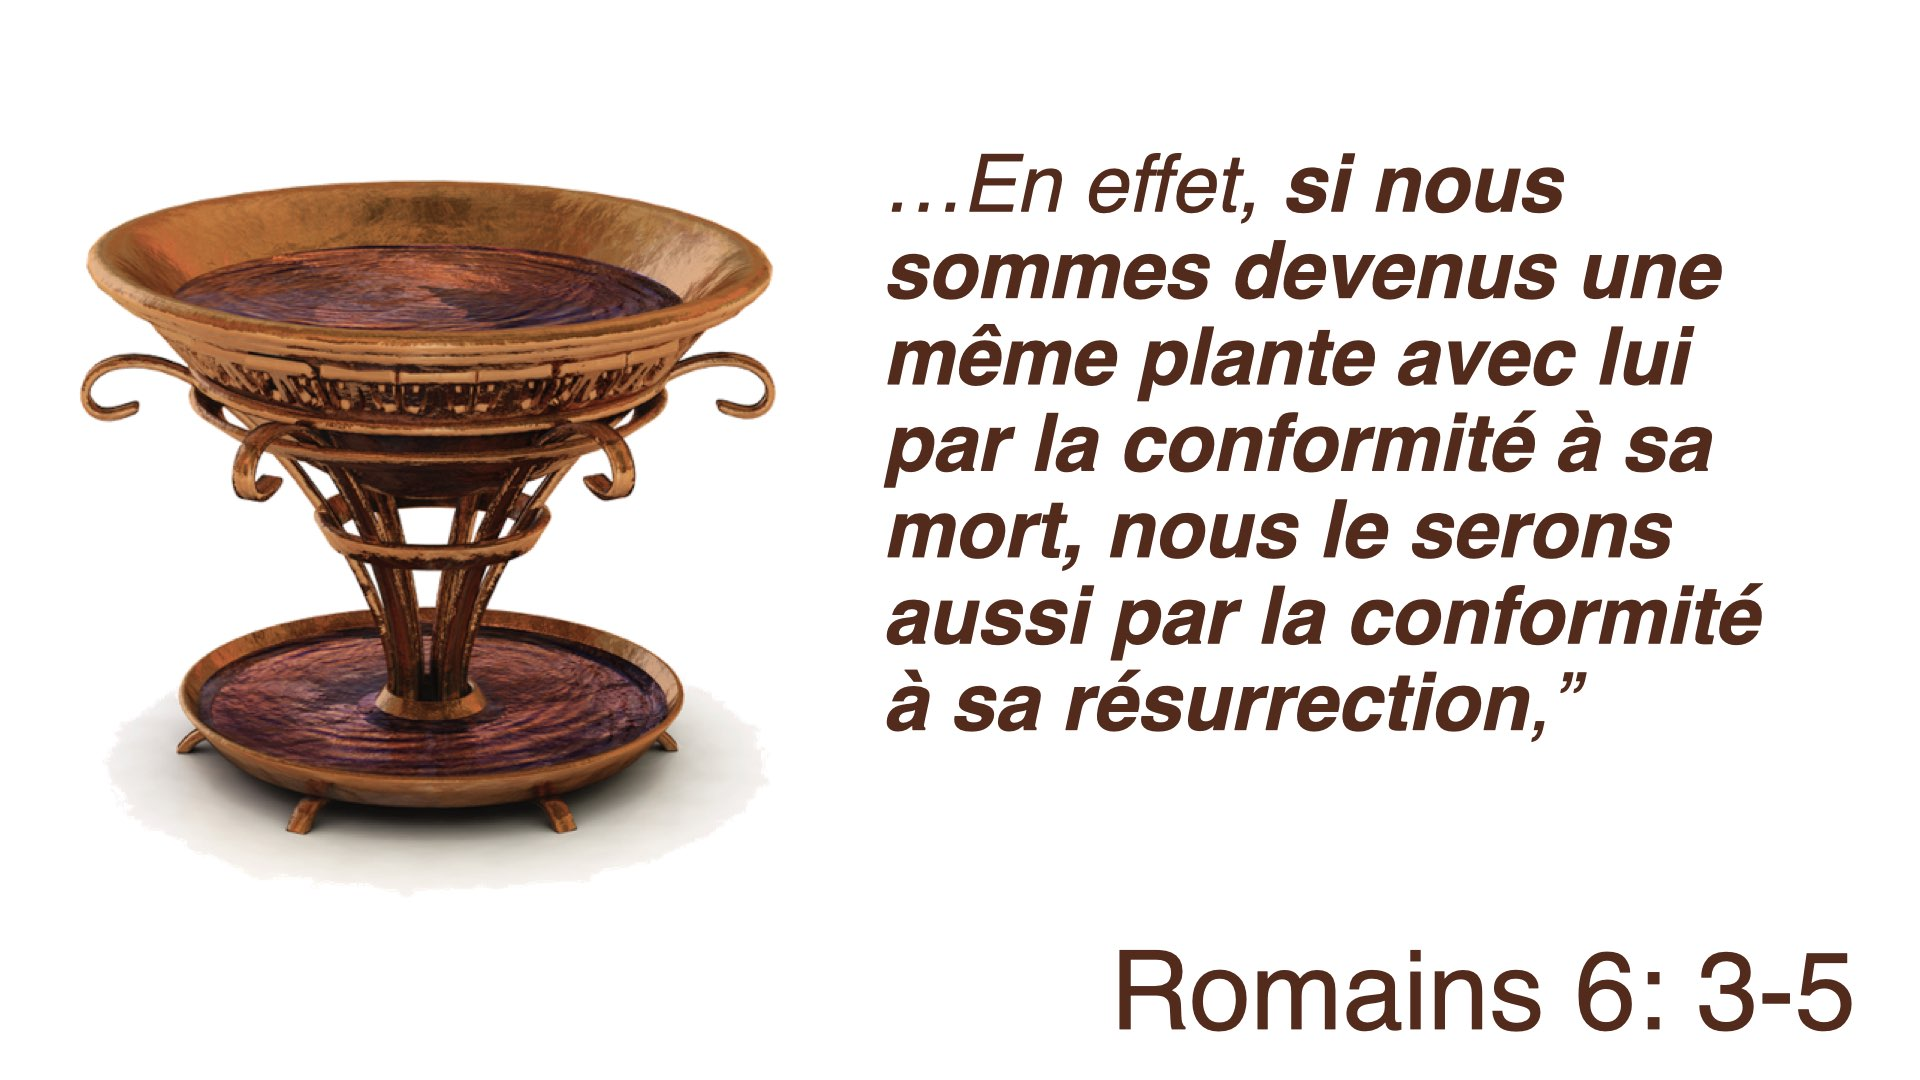 …En effet, si nous
sommes devenus une
même plante avec lui
par la conformité à sa
mort, nous le serons
aussi par la conformité
à sa résurrection,”
Romains 6: 3-5